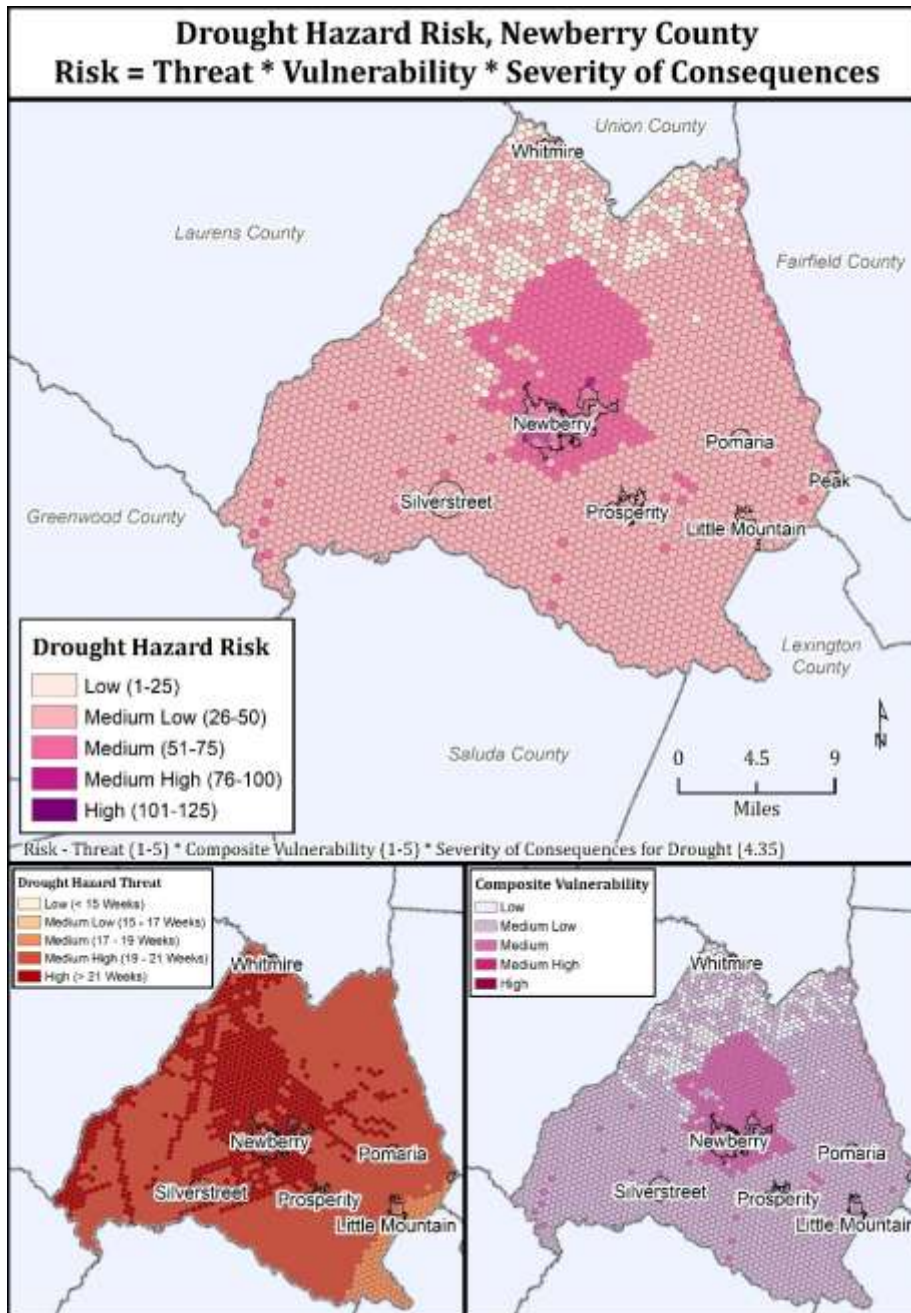 Drought Hazard Risk, Newberry County
Risk = Threat * Vulnerability * Severity of Consequences
Union County
Whitmire
Laurens County
Fairfield County
Newberry
Pomaria
Peak
Silverstreet
Prosperity
Greenwood County
Little Mountain
Lexington
County
Saluda County
Drought Hazard Risk
Low (1-25)
Medium Low (26-50)
Medium (51-75)
Medium High (76-100)
High (101-125)
N
0 4.5 9
Miles
Risk - Threat (1-5) * Composite Vulnerability (1-5) * Severity of Consequences for Drought (4.35)
Drought Hazard Threat
Low (< 15 Weeks)
Medium Low (15 - 17 Weeks)
Medium (17 - 19 Weeks)
Medium High (19 - 21 Weeks)
High (> 21 Weeks)
Whitmire
Newberry
Pomaria
Silverstreet
Prosperity
Little Mountain
Composite Vulnerability
Low
Medium Low
Medium
Medium High
High
Whitmire
Newberry
Pomaria
Silverstreet
Prosperity
Little Mountain